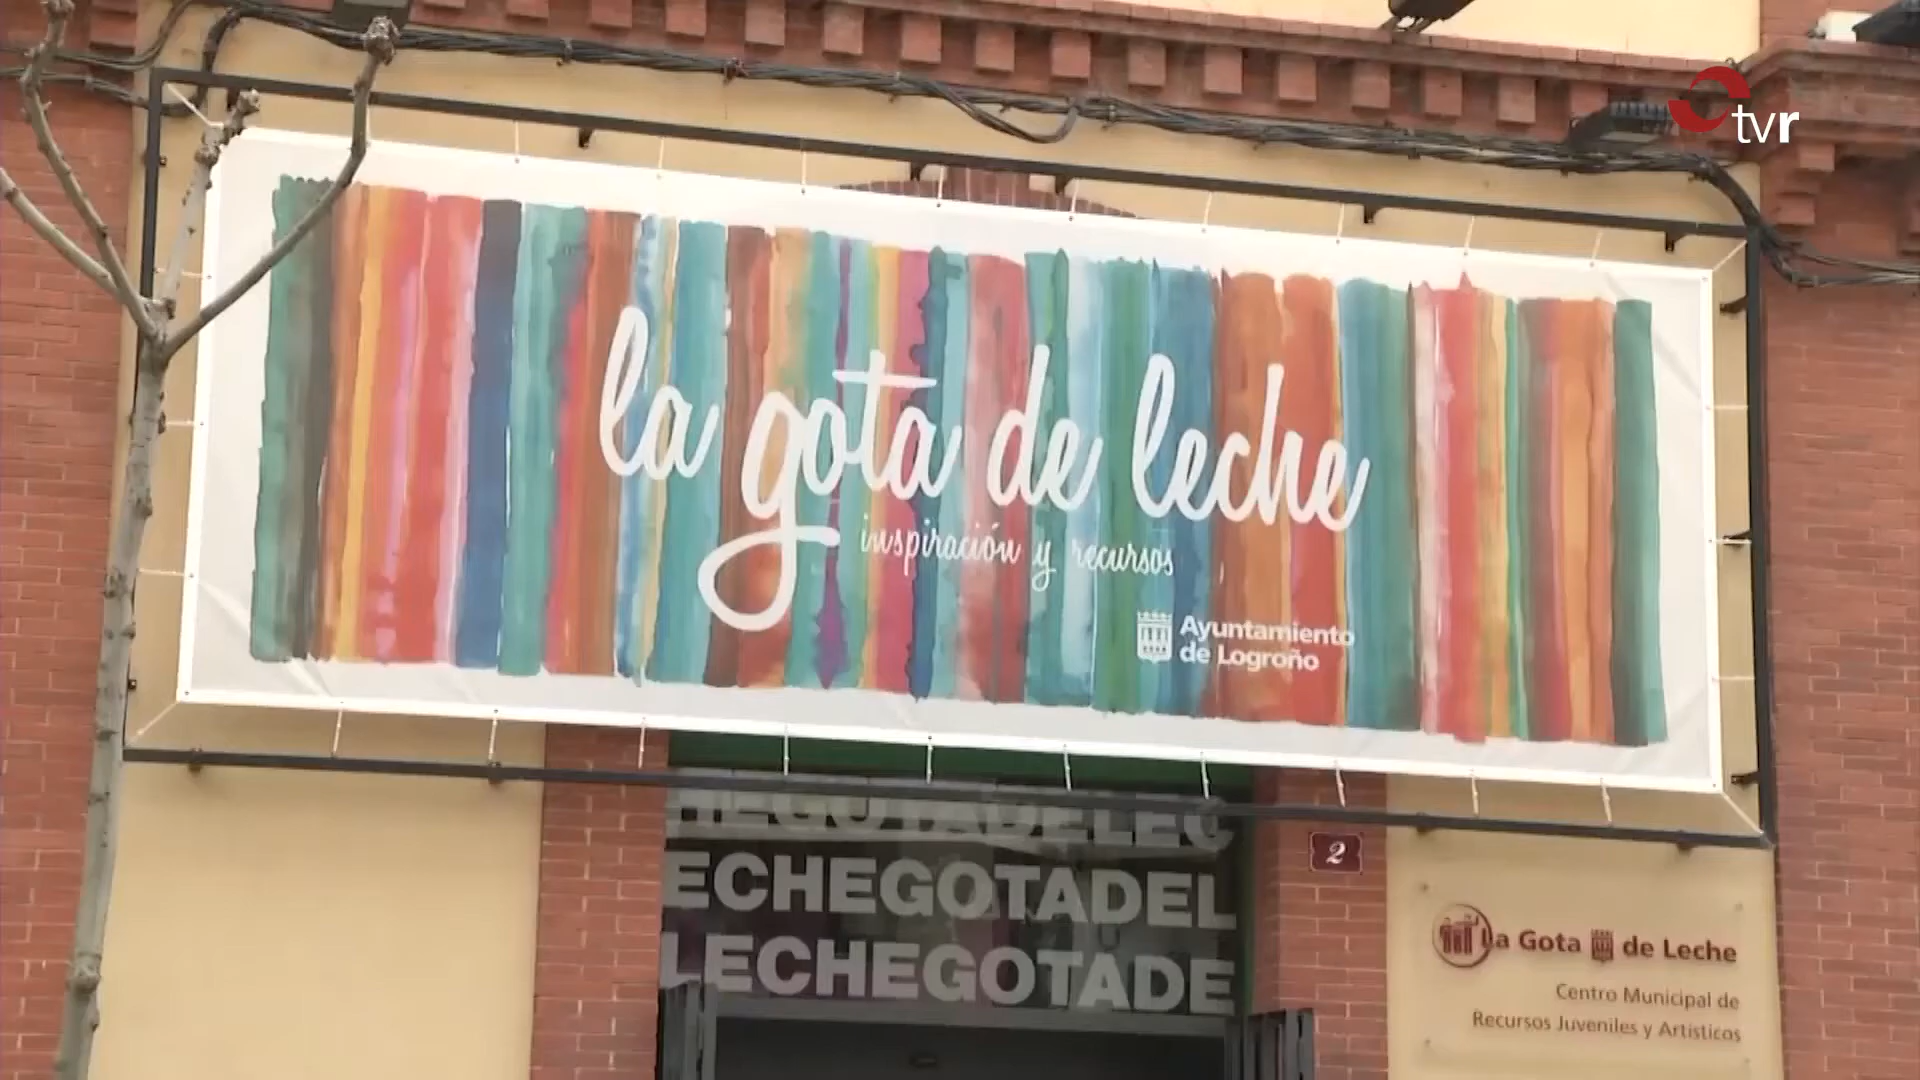 tvr
la gota de leche
inspiración y recursos
Ayuntamiento
de Logroño
HEGOTADELEC
ECHEGOTADEL
LECHEGOTADE
2
La Gota de Leche
Centro Municipal de
Recursos Juveniles y Artísticos